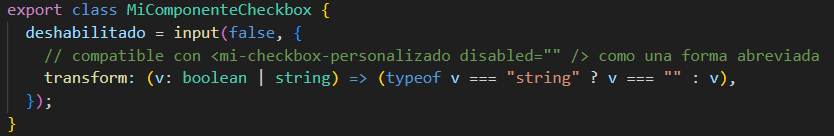 export class MiComponenteCheckbox {
  deshabilitado = input(false, {
    // compatible con <mi-checkbox-personalizado disabled="" /> como una forma abreviada
    transform: (v: boolean | string) => (typeof v === "string" ? v === "" : v),
  });
}